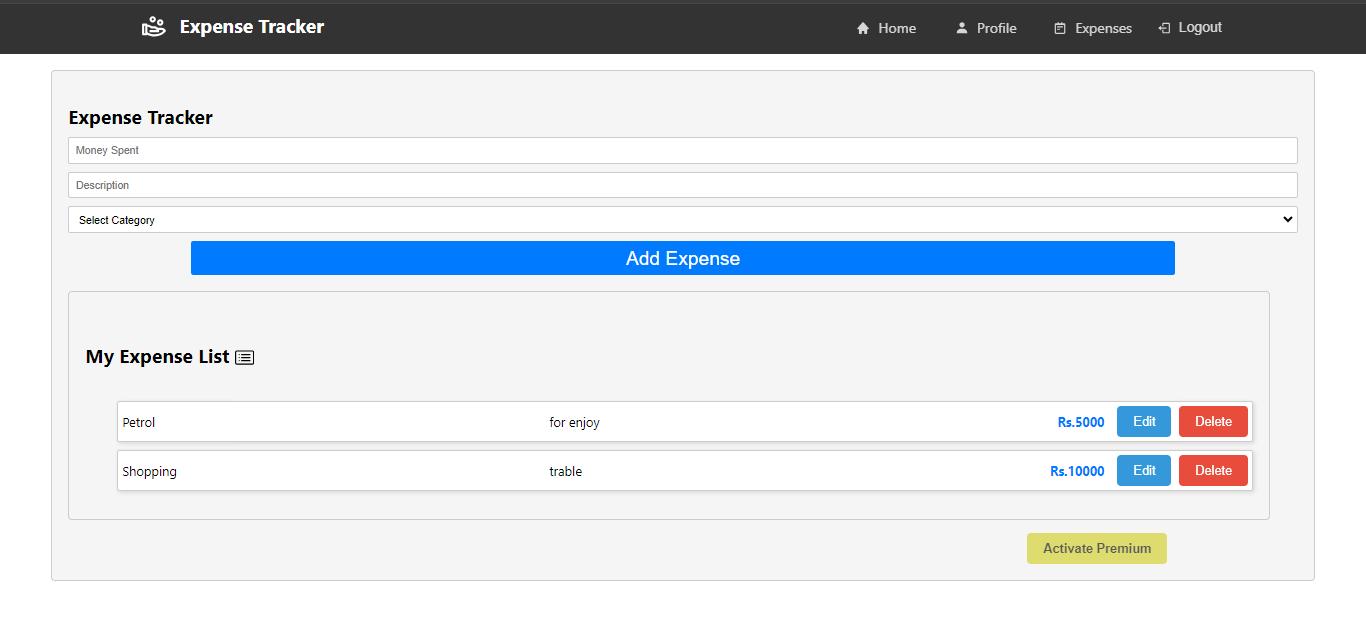 Expense Tracker Home Profile Expenses Logout
Expense Tracker
Money Spent
Description
Select Category
Add Expense
My Expense List
Petrol for enjoy Rs.5000 Edit Delete
Shopping trable Rs.10000 Edit Delete
Activate Premium